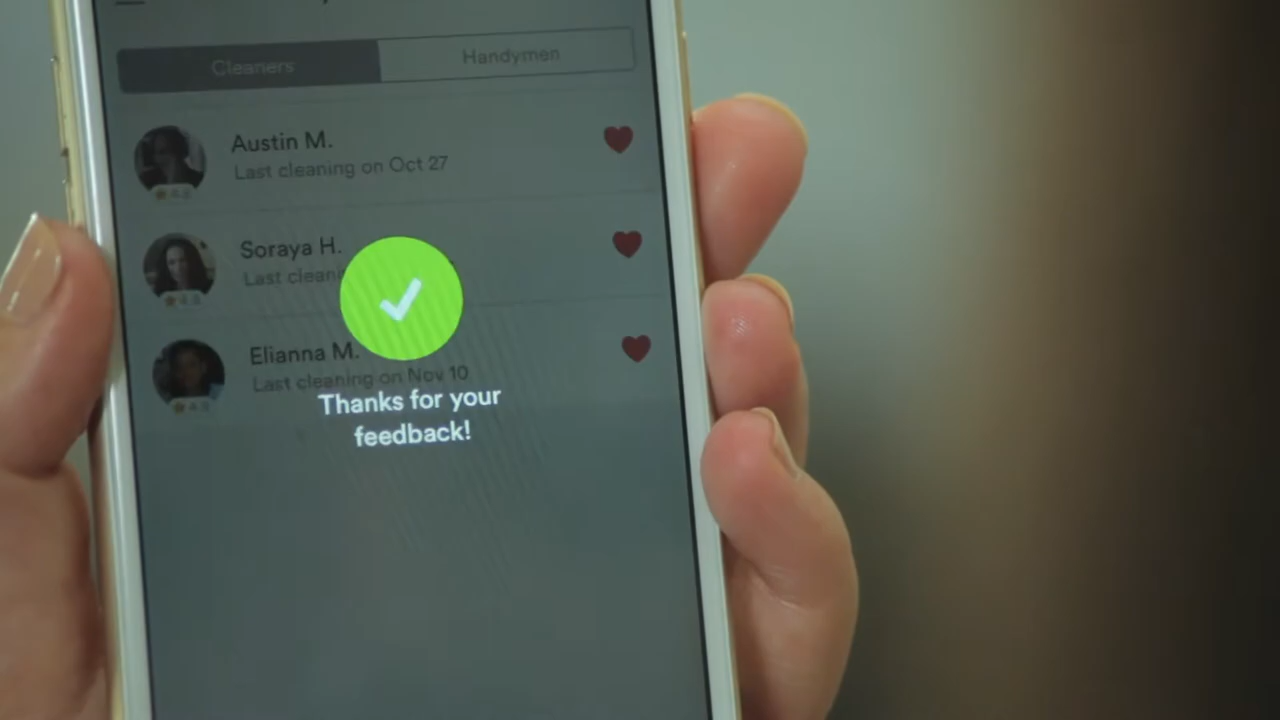 Cleaners
Handymen
Austin M.
Last cleaning on Oct 27
Soraya H.
Elianna M.
Last cleaning on Nov 10
Thanks for your
feedback!